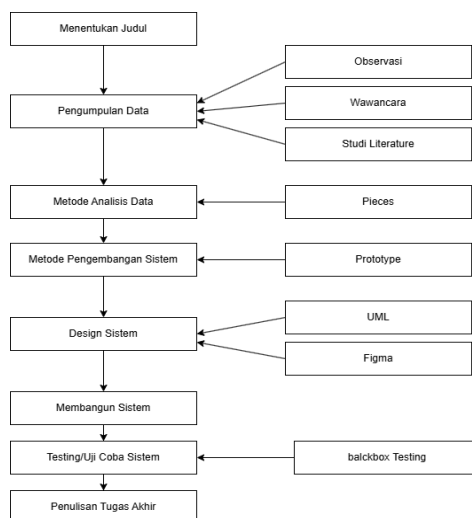 Menentukan Judul
Observasi
Pengumpulan Data
Wawancara
Studi Literature
Metode Analisis Data
Pieces
Metode Pengembangan Sistem
Prototype
Design Sistem
UML
Figma
Membangun Sistem
Testing/Uji Coba Sistem
balckbox Testing
Penulisan Tugas Akhir